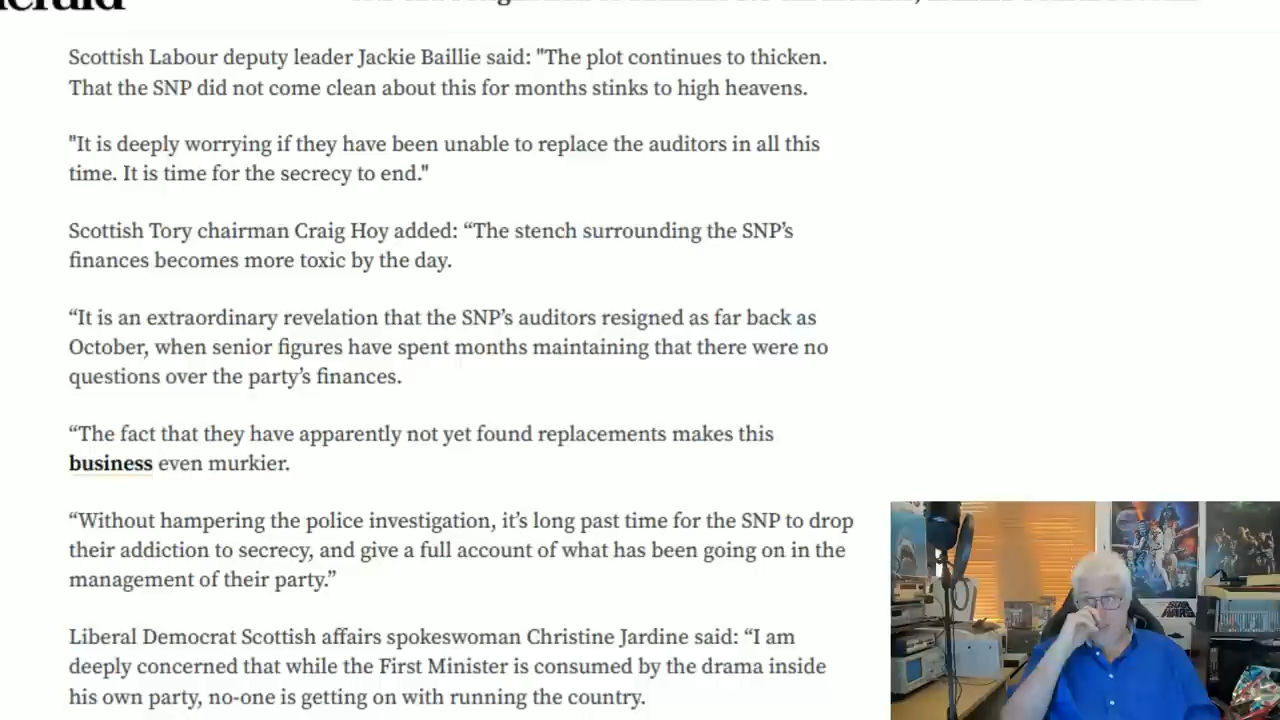 Scottish Labour deputy leader Jackie Baillie said: "The plot continues to thicken.
That the SNP did not come clean about this for months stinks to high heavens.
"It is deeply worrying if they have been unable to replace the auditors in all this
time. It is time for the secrecy to end."
Scottish Tory chairman Craig Hoy added: “The stench surrounding the SNP’s
finances becomes more toxic by the day.
“It is an extraordinary revelation that the SNP’s auditors resigned as far back as
October, when senior figures have spent months maintaining that there were no
questions over the party’s finances.
“The fact that they have apparently not yet found replacements makes this
business even murkier.
“Without hampering the police investigation, it’s long past time for the SNP to drop
their addiction to secrecy, and give a full account of what has been going on in the
management of their party.”
Liberal Democrat Scottish affairs spokeswoman Christine Jardine said: “I am
deeply concerned that while the First Minister is consumed by the drama inside
his own party, no-one is getting on with running the country.
STAR
WARS